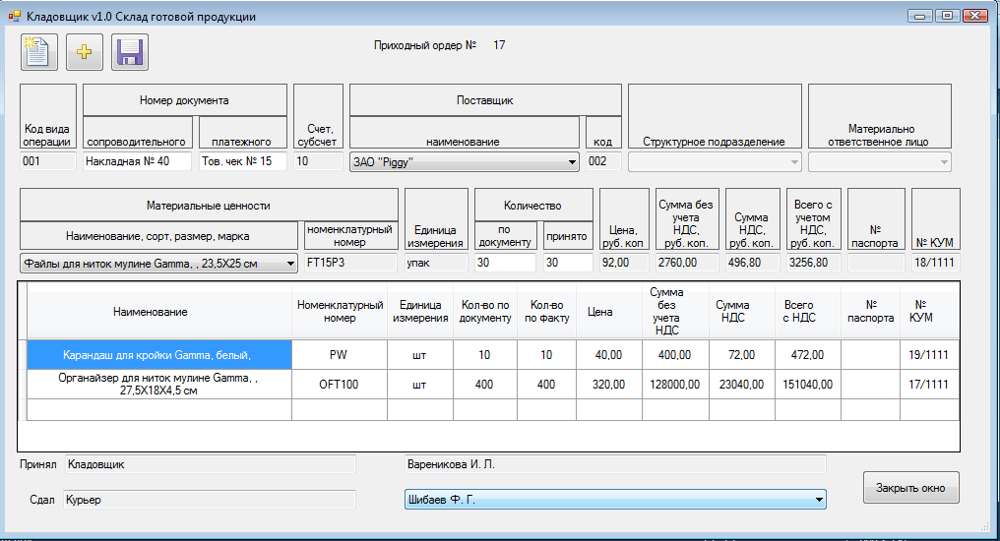 Кладовщик v1.0 Склад готовой продукции
Приходный ордер № 17
Код вида операции
Номер документа
сопроводительного
платежного
Счет, субсчет
Поставщик
наименование
код
Структурное подразделение
Материально ответственное лицо
001
Накладная № 40
Тов. чек № 15
10
ЗАО "Piggy"
002
Материальные ценности
Наименование, сорт, размер, марка
номенклатурный номер
Единица измерения
Количество
по документу
принято
Цена, руб. коп
Сумма без учета НДС, руб. коп.
Сумма НДС, руб. коп.
Всего с учетом НДС, руб. коп.
№ паспорта
№ КУМ
Файлы для ниток мулине Gamma, , 23,5X25 см
FT15P3
упак
30
30
92,00
2760,00
496,80
3256,80
18/1111
Наименование
Номенклатурный номер
Единица измерения
Кол-во по документу
Кол-во по факту
Цена
Сумма без учета НДС
Сумма НДС
Всего с НДС
№ паспорта
№ КУМ
Карандаш для кройки Gamma, белый,
PW
шт
10
10
40,00
400,00
72,00
472,00
19/1111
Органайзер для ниток мулине Gamma, , 27,5X18X4,5 см
OFT100
шт
400
400
320,00
128000,00
23040,00
151040,00
17/1111
Принял Кладовщик
Вареникова И. Л.
Сдал Курьер
Шибаев Ф. Г.
Закрыть окно